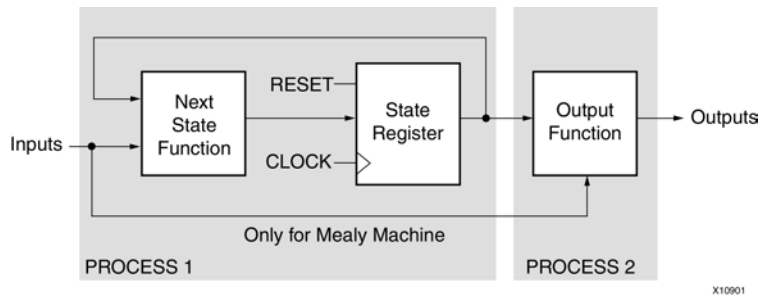 RESET
Next
State
Function
State
Register
Output
Function
Inputs
Outputs
CLOCK
Only for Mealy Machine
PROCESS 1
PROCESS 2
X10901